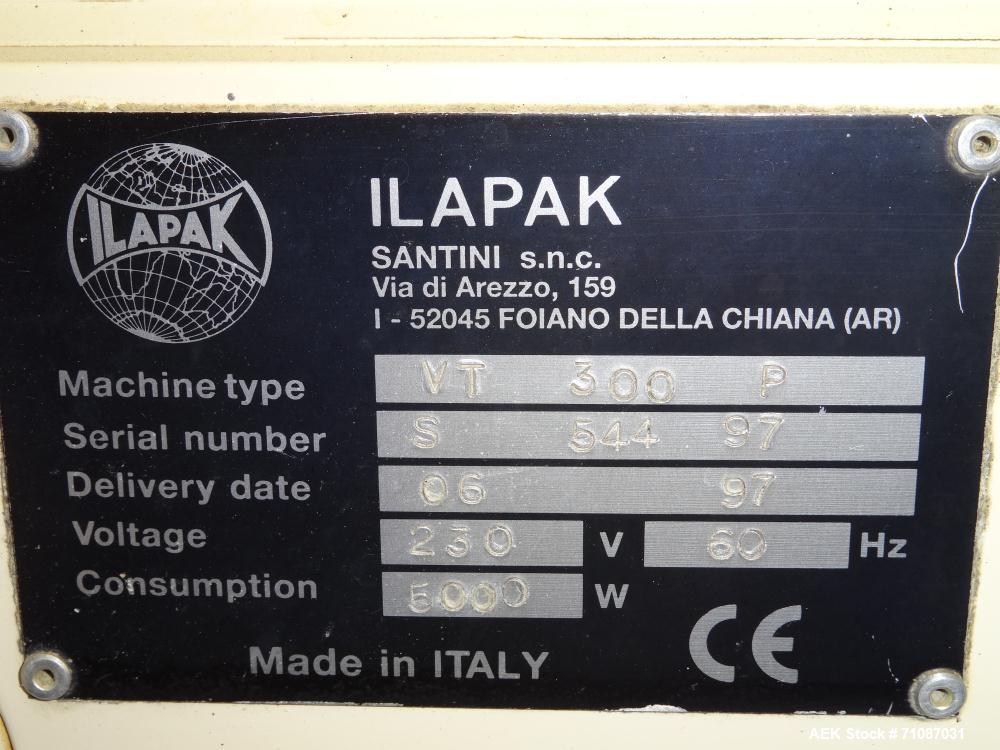 ILAPAK
ILAPAK
SANTINI s.n.c.
Via di Arezzo, 159
I - 52045 FOIANO DELLA CHIANA (AR)
Machine type VT 300 P
Serial number S 544 97
Delivery date 06 97
Voltage 230 V 60 Hz
Consumption 5000 W
Made in ITALY CE
AEK Stock # 71087031